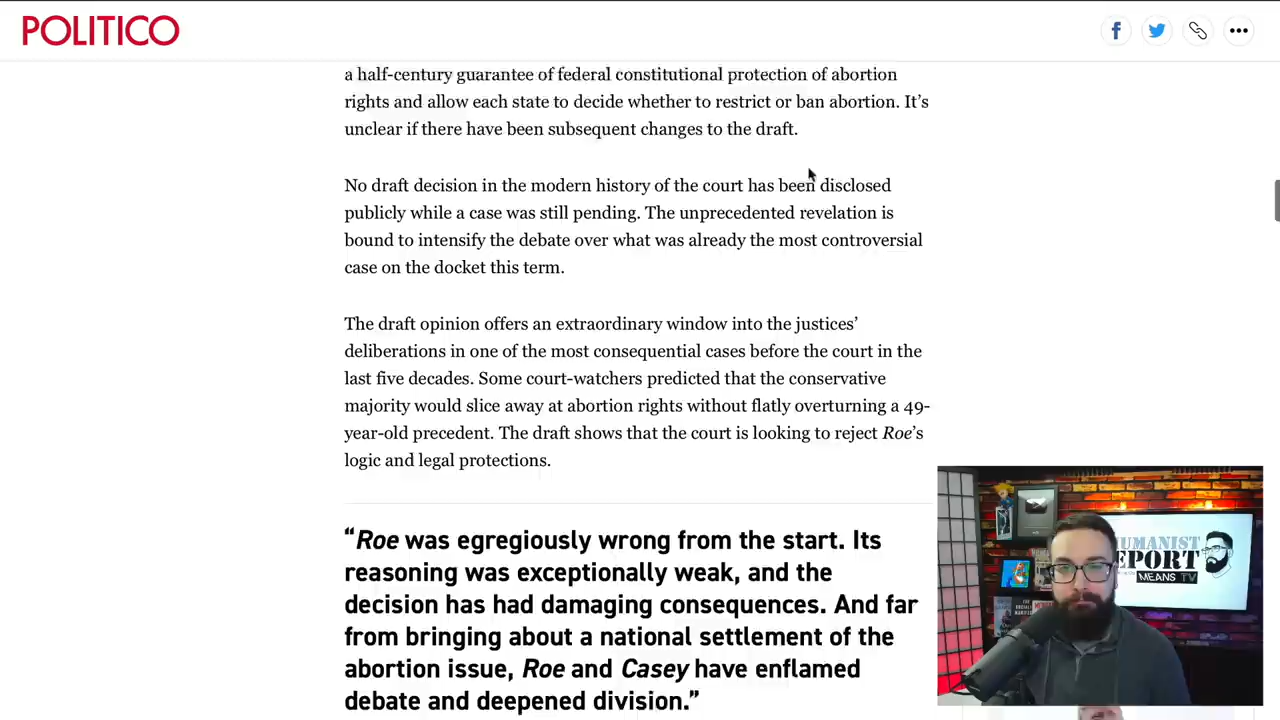 POLITICO
a half-century guarantee of federal constitutional protection of abortion
rights and allow each state to decide whether to restrict or ban abortion. It’s
unclear if there have been subsequent changes to the draft.
No draft decision in the modern history of the court has been disclosed
publicly while a case was still pending. The unprecedented revelation is
bound to intensify the debate over what was already the most controversial
case on the docket this term.
The draft opinion offers an extraordinary window into the justices’
deliberations in one of the most consequential cases before the court in the
last five decades. Some court-watchers predicted that the conservative
majority would slice away at abortion rights without flatly overturning a 49-
year-old precedent. The draft shows that the court is looking to reject Roe’s
logic and legal protections.
“Roe was egregiously wrong from the start. Its
reasoning was exceptionally weak, and the
decision has had damaging consequences. And far
from bringing about a national settlement of the
abortion issue, Roe and Casey have enflamed
debate and deepened division.”
HUMANIST
REPORT
MEANS TV